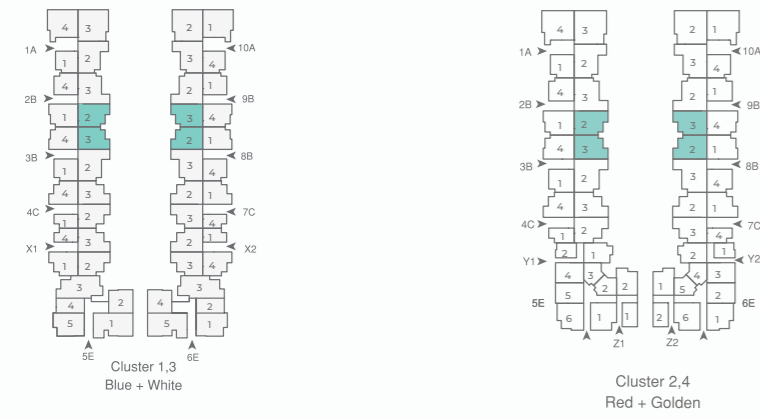 4 3 2 1 4 3 2 1
1A 10A 1A 10A
1 2 3 4 1 2 3 4
4 3 2 1 4 3 2 1
2B 9B 2B 9B
1 2 3 4 1 2 3 4
4 3 2 1 4 3 2 1
3B 8B 3B 8B
1 2 3 4 1 2 3 4
4 3 2 1 4 3 2 1
4C 7C 4C 7C
1 2 3 4 1 2 3 4
4 3 2 1 2 1 2 1
X1 X2 Y1 Y2
1 2 3 4 4 3 2 4 3
3 3 5 2 1 5
4 2 4 2 5E 6E 2
5 1 5 1 6 1 1 2 6 1
5E 6E Z1 Z2
Cluster 1,3 Cluster 2,4
Blue + White Red + Golden